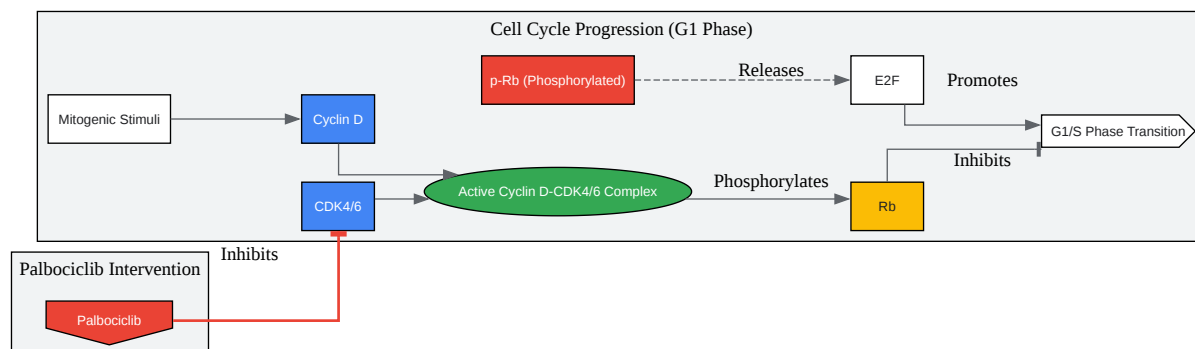 Cell Cycle Progression (G1 Phase)
p-Rb (Phosphorylated)
Releases
E2F
Promotes
Mitogenic Stimuli
Cyclin D
G1/S Phase Transition
Inhibits
Phosphorylates
Active Cyclin D-CDK4/6 Complex
CDK4/6
Rb
Inhibits
Palbociclib Intervention
Palbociclib